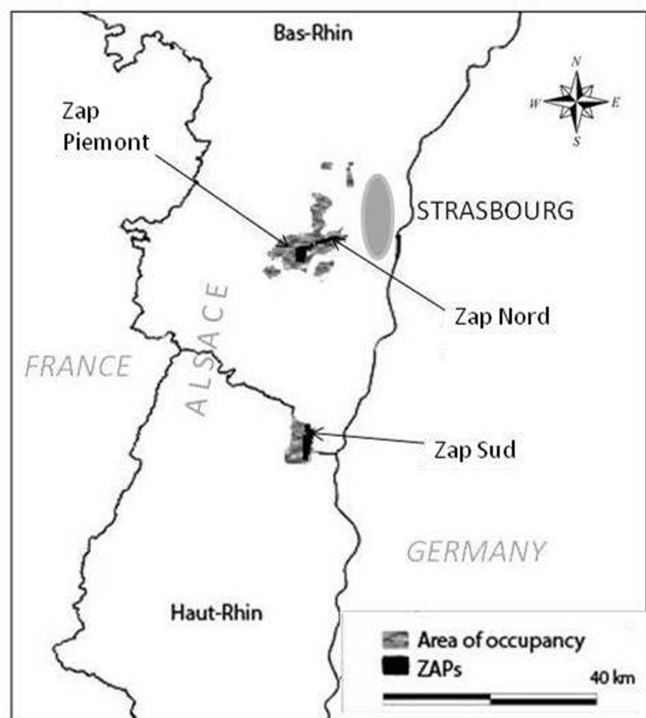 Bas-Rhin
Zap
Piemont
N
W
E
S
STRASBOURG
Zap Nord
FRANCE
ALSACE
Zap Sud
GERMANY
Haut-Rhin
Area of occupancy
ZAPs
40 km